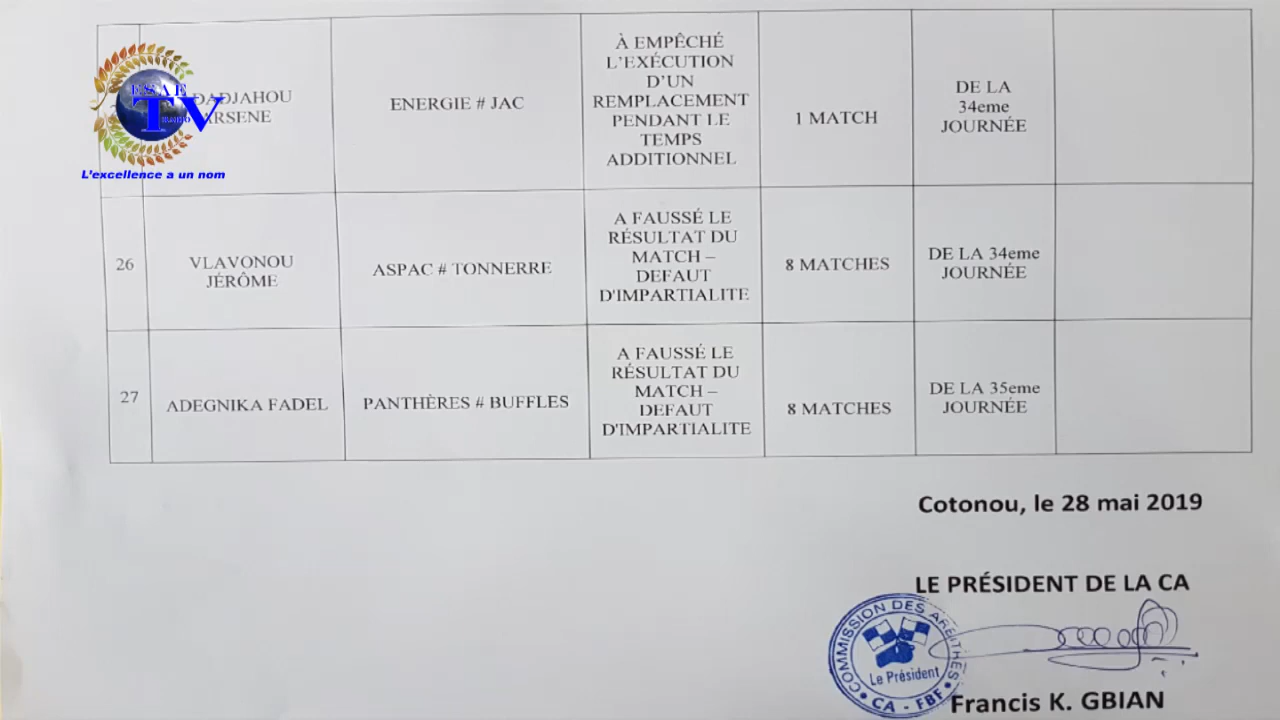 ESAE
TV
L'excellence a un nom
DADJAHOU
ARSENE
ENERGIE # JAC
À EMPÊCHÉ
L'EXÉCUTION
D'UN
REMPLACEMENT
PENDANT LE
TEMPS
ADDITIONNEL
1 MATCH
DE LA
34eme
JOURNÉE
26
VLAVONOU
JÉRÔME
ASPAC # TONNERRE
A FAUSSÉ LE
RÉSULTAT DU
MATCH –
DEFAUT
D'IMPARTIALITE
8 MATCHES
DE LA 34eme
JOURNÉE
27
ADEGNIKA FADEL
PANTHÈRES # BUFFLES
A FAUSSÉ LE
RÉSULTAT DU
MATCH –
DEFAUT
D'IMPARTIALITE
8 MATCHES
DE LA 35eme
JOURNÉE
Cotonou, le 28 mai 2019
LE PRÉSIDENT DE LA CA
COMMISSION DES ARBITRES
Le Président
CA - FBF
Francis K. GBIAN